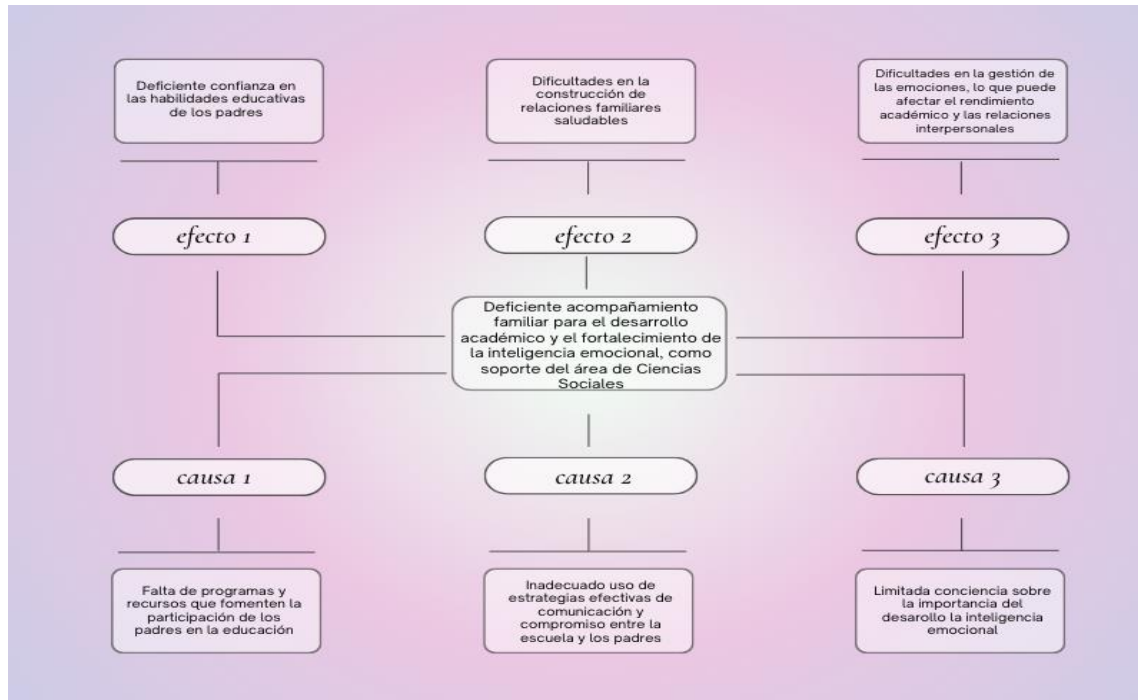 Deficiente confianza en
las habilidades educativas
de los padres
Dificultades en la
construcción de
relaciones familiares
saludables
Dificultades en la gestión de
las emociones, lo que puede
afectar el rendimiento
académico y las relaciones
interpersonales
efecto 1
efecto 2
efecto 3
Deficiente acompañamiento
familiar para el desarrollo
académico y el fortalecimiento de
la inteligencia emocional, como
soporte del área de Ciencias
Sociales
causa 1
causa 2
causa 3
Falta de programas y
recursos que fomenten la
participación de los
padres en la educación
Inadecuado uso de
estrategias efectivas de
comunicación y
compromiso entre la
escuela y los padres
Limitada conciencia sobre
la importancia del
desarollo la inteligencia
emocional